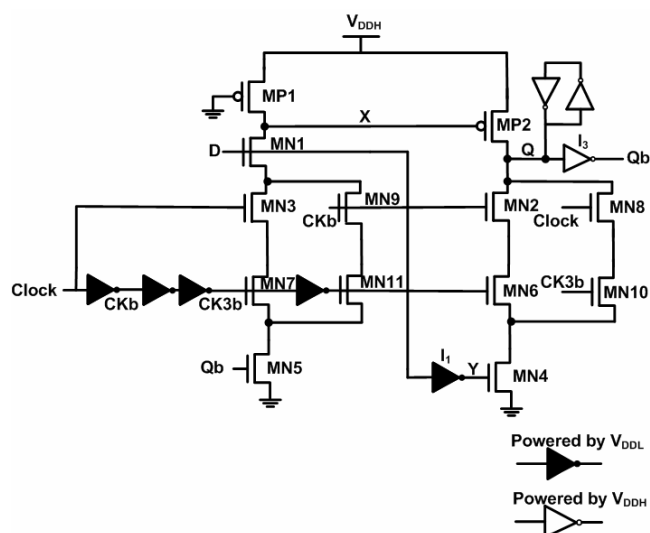 VDDH
MP1
X
MP2
I3
Q
Qb
D
MN1
MN3
MN9
CKb
MN2
MN8
Clock
Clock
CKb
CK3b
MN7
MN11
MN6
CK3b
MN10
Qb
MN5
I1
Y
MN4
Powered by VDDL
Powered by VDDH